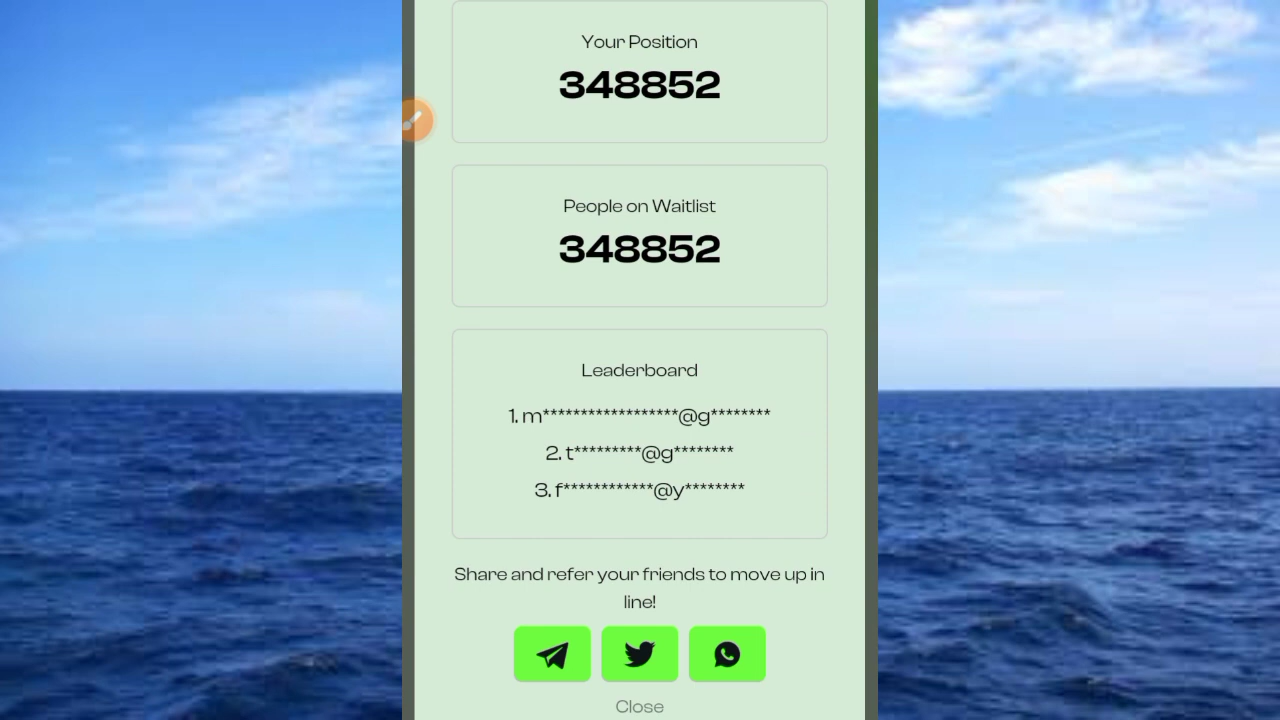 Your Position
348852
People on Waitlist
348852
Leaderboard
1. m******************@g********
2. t*********@g********
3. f************@y********
Share and refer your friends to move up in
line!
Close